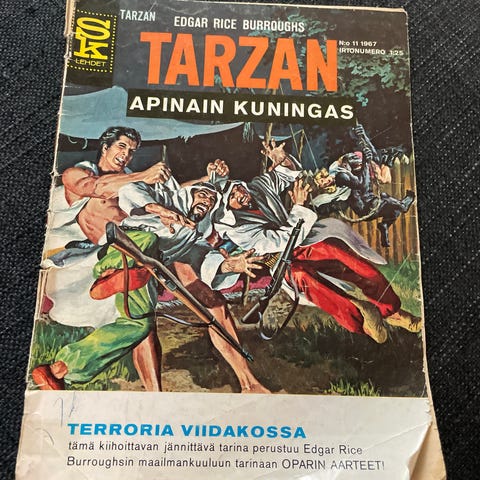 SK
LEHDET
TARZAN
EDGAR RICE BURROUGHS
N:o 11 1967
IRTONUMERO 1:25
TARZAN
APINAIN KUNINGAS
TERRORIA VIIDAKOSSA
tämä kiihoittavan jännittävä tarina perustuu Edgar Rice
Burroughsin maailmankuuluun tarinaan OPARIN AARTEET!